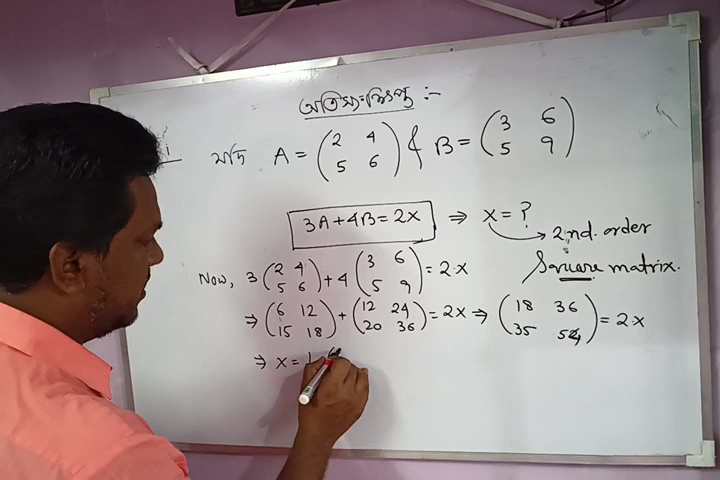 অতিসংক্ষিপ্ত :-
1
যদি A = (2 4 5 6) & B = (3 6 5 9)
3A+4B=2x ⇒ x = ?
2nd. order
Square matrix.
Now, 3 (2 4 5 6) + 4 (3 6 5 9) = 2x
⇒ (6 12 15 18) + (12 24 20 36) = 2x ⇒ (18 36 35 54) = 2x
⇒ x =